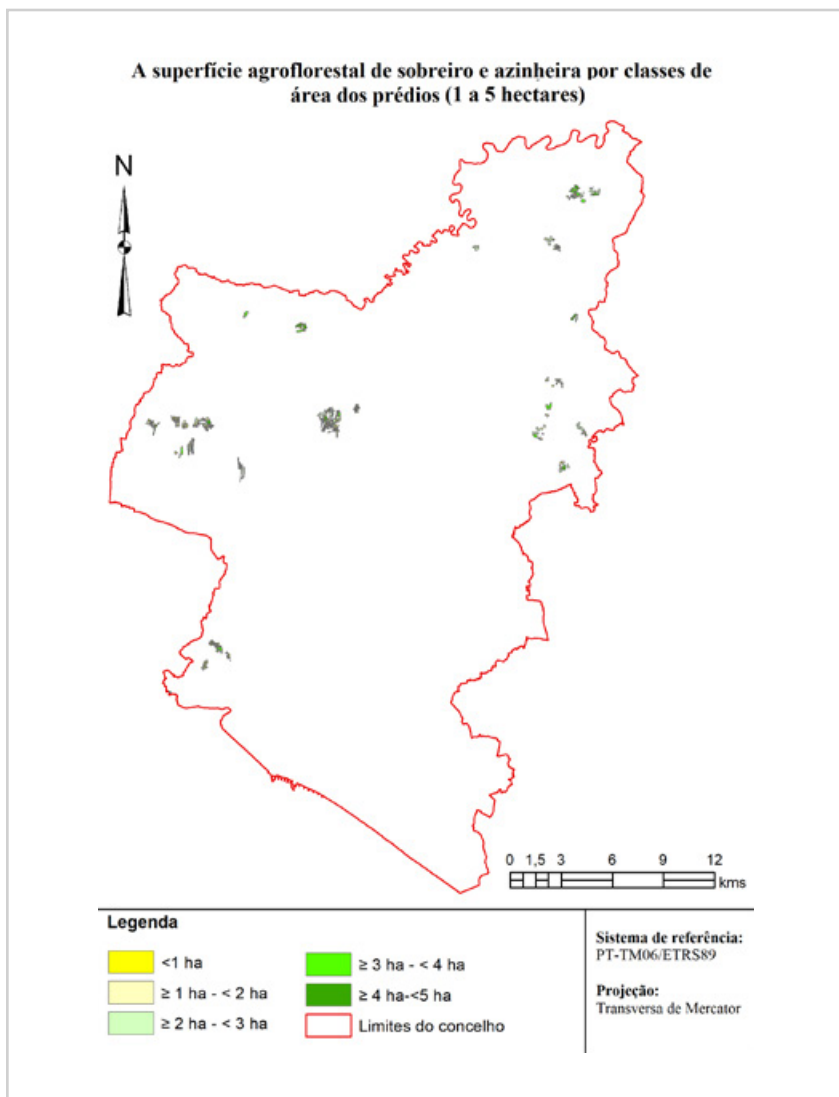 A superfície agroflorestal de sobreiro e azinheira por classes de
área dos prédios (1 a 5 hectares)
N
0 1,5 3 6 9 12
kms
Legenda
<1 ha
≥ 1 ha - < 2 ha
≥ 2 ha - < 3 ha
≥ 3 ha - < 4 ha
≥ 4 ha-<5 ha
Limites do concelho
Sistema de referência:
PT-TM06/ETRS89
Projeção:
Transversa de Mercator